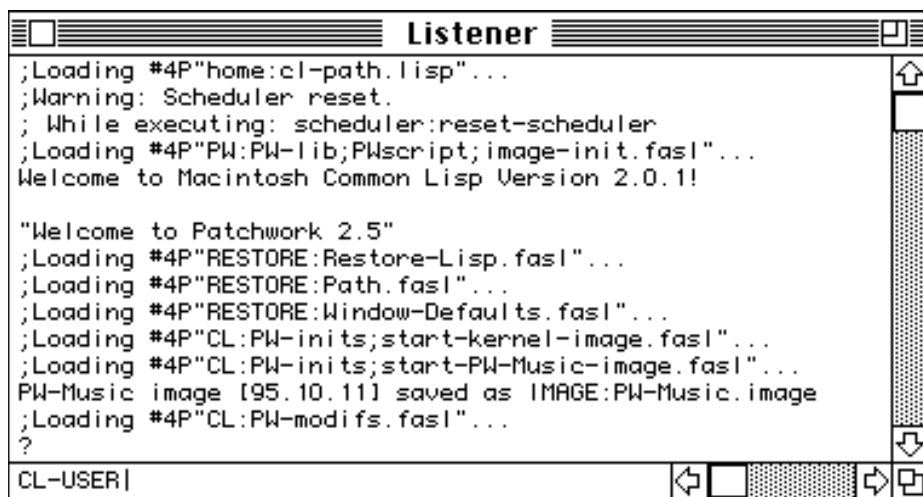 Listener
;Loading #4P"home:cl-path.lisp"...
;Warning: Scheduler reset.
; While executing: scheduler:reset-scheduler
;Loading #4P"PW:PW-lib;PWscript;image-init.fasl"...
Welcome to Macintosh Common Lisp Version 2.0.1!
"Welcome to Patchwork 2.5"
;Loading #4P"RESTORE:Restore-Lisp.fasl"...
;Loading #4P"RESTORE:Path.fasl"...
;Loading #4P"RESTORE:Window-Defaults.fasl"...
;Loading #4P"CL:PW-inits;start-kernel-image.fasl"...
;Loading #4P"CL:PW-inits;start-PW-Music-image.fasl"...
PW-Music image [95.10.11] saved as IMAGE:PW-Music.image
;Loading #4P"CL:PW-modifs.fasl"...
?
CL-USER|